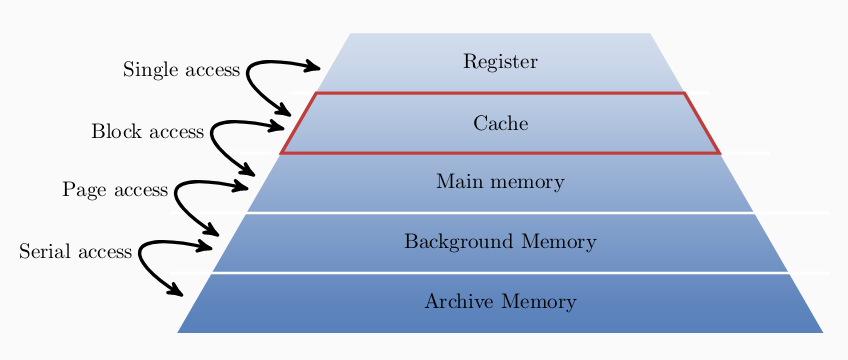 Register
Single access
Cache
Block access
Main memory
Page access
Background Memory
Serial access
Archive Memory